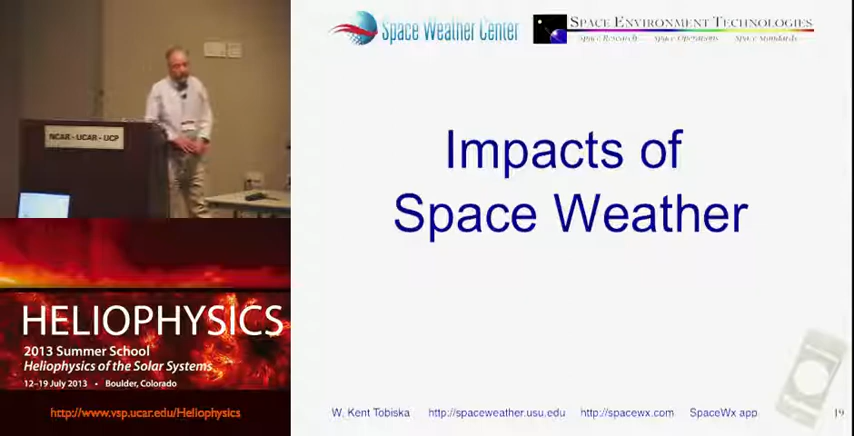 NCAR - UCAR - UCP
HELIOPHYSICS
2013 Summer School
Heliophysics of the Solar Systems
12–19 July 2013 • Boulder, Colorado
http://www.vsp.ucar.edu/Heliophysics
Space Weather Center
SPACE ENVIRONMENT TECHNOLOGIES
Space Research Space Operations Space Standards
Impacts of
Space Weather
W. Kent Tobiska http://spaceweather.usu.edu http://spacewx.com SpaceWx app
19